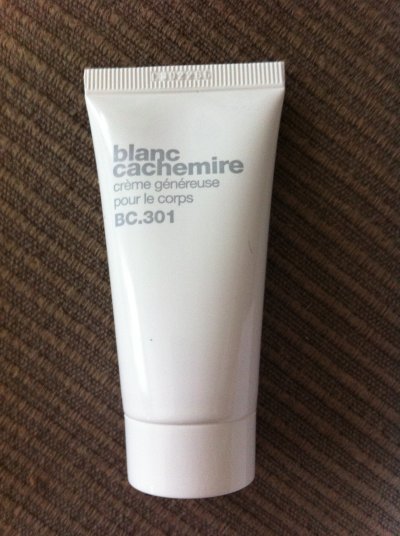 blanc
cachemire
crème généreuse
pour le corps
BC.301